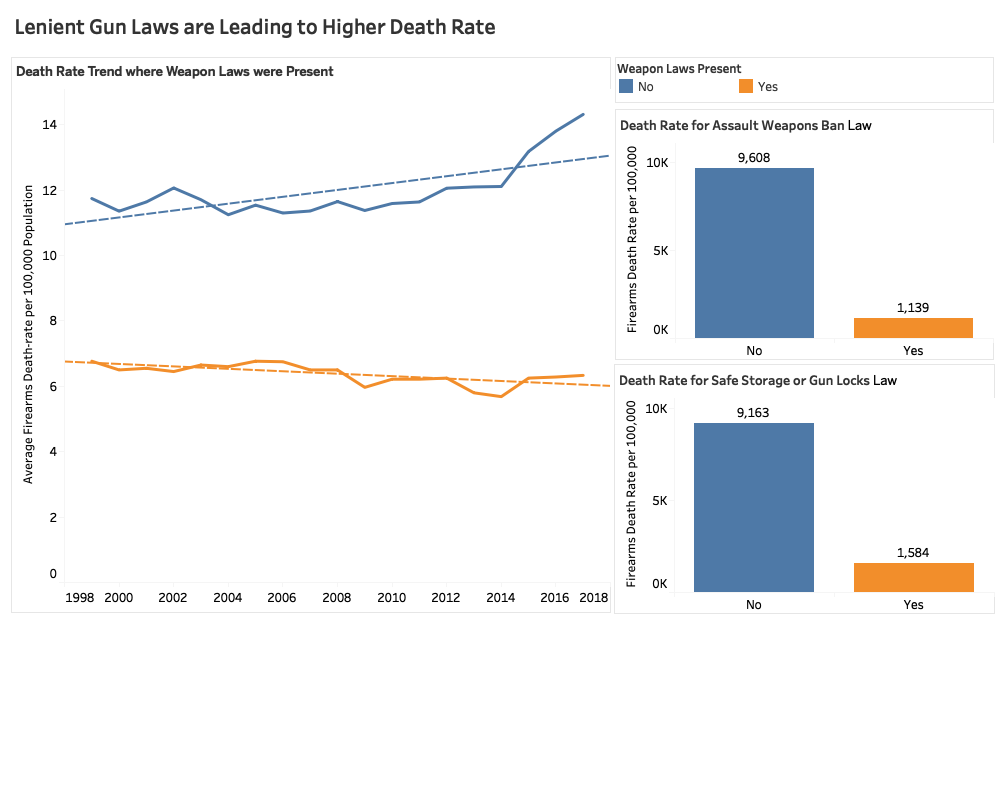 Lenient Gun Laws are Leading to Higher Death Rate
Death Rate Trend where Weapon Laws were Present
Average Firearms Death-rate per 100,000 Population
14
12
10
8
6
4
2
0
1998 2000 2002 2004 2006 2008 2010 2012 2014 2016 2018
Weapon Laws Present
No Yes
Death Rate for Assault Weapons Ban Law
Firearms Death Rate per 100,000
10K
5K
0K
9,608
1,139
No Yes
Death Rate for Safe Storage or Gun Locks Law
Firearms Death Rate per 100,000
10K
5K
0K
9,163
1,584
No Yes